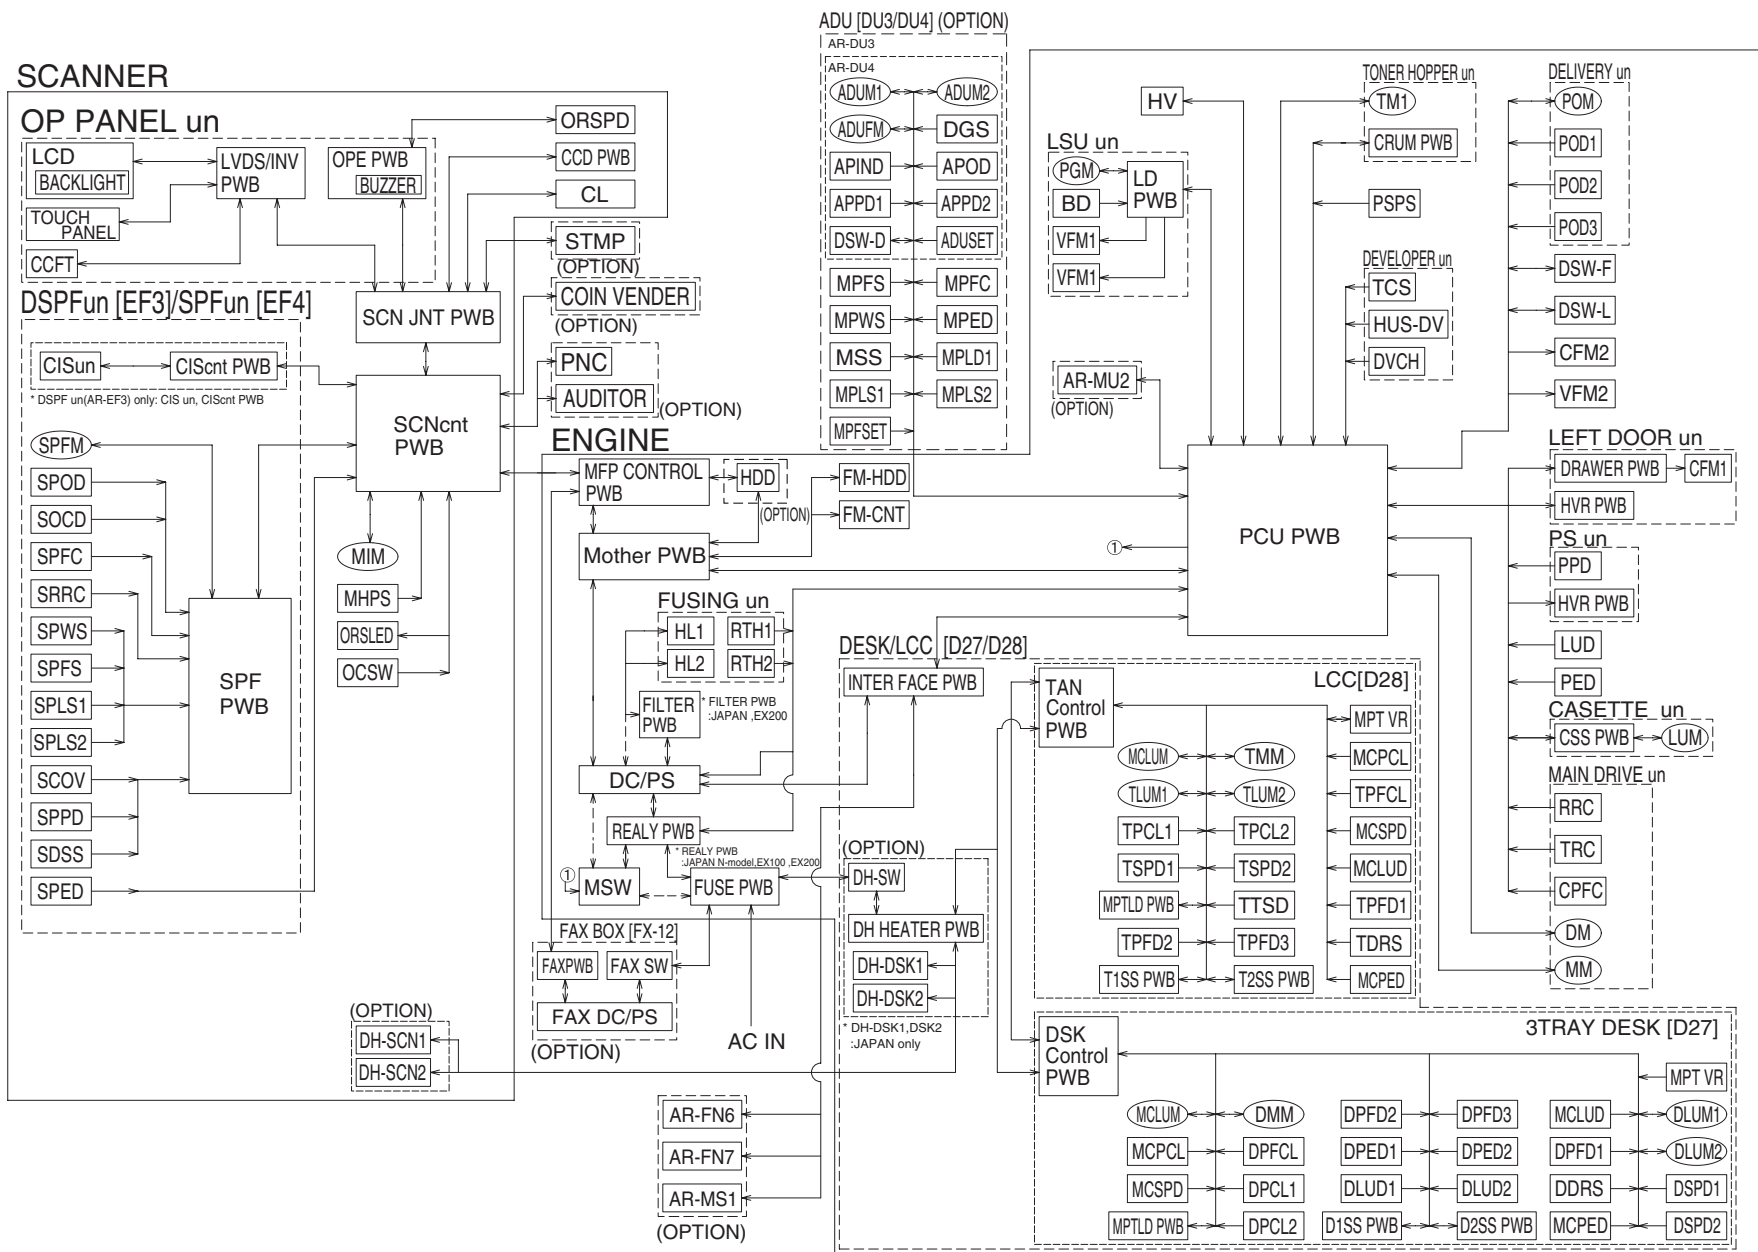 SCANNER
OP PANEL un
LCD
BACKLIGHT
LVDS/INV
PWB
OPE PWB
BUZZER
TOUCH
PANEL
CCFT
ORSPD
CCD PWB
CL
STMP
(OPTION)
COIN VENDER
(OPTION)
PNC
AUDITOR
(OPTION)
SCN JNT PWB
DSPFun [EF3]/SPFun [EF4]
CISun
CIScnt PWB
* DSPF un(AR-EF3) only: CIS un, CIScnt PWB
SCNcnt
PWB
SPFM
SPOD
SOCD
SPFC
SRRC
SPWS
SPFS
SPLS1
SPLS2
SCOV
SPPD
SDSS
SPED
SPF
PWB
MIM
MHPS
ORSLED
OCSW
(OPTION)
DH-SCN1
DH-SCN2
ADU [DU3/DU4] (OPTION)
AR-DU3
AR-DU4
ADUM1
ADUM2
ADUFM
DGS
APIND
APOD
APPD1
APPD2
DSW-D
ADUSET
MPFS
MPFC
MPWS
MPED
MSS
MPLD1
MPLS1
MPLS2
MPFSET
ENGINE
MFP CONTROL
PWB
HDD
(OPTION)
FM-HDD
FM-CNT
Mother PWB
FUSING un
HL1
RTH1
HL2
RTH2
FILTER
PWB
* FILTER PWB
:JAPAN ,EX200
DC/PS
REALY PWB
* REALY PWB
:JAPAN N-model,EX100 ,EX200
①
MSW
FUSE PWB
FAX BOX [FX-12]
FAXPWB
FAX SW
FAX DC/PS
(OPTION)
AC IN
AR-FN6
AR-FN7
AR-MS1
(OPTION)
HV
LSU un
PGM
LD
PWB
BD
VFM1
VFM1
AR-MU2
(OPTION)
TONER HOPPER un
TM1
CRUM PWB
PSPS
DEVELOPER un
TCS
HUS-DV
DVCH
PCU PWB
①
DELIVERY un
POM
POD1
POD2
POD3
DSW-F
DSW-L
CFM2
VFM2
LEFT DOOR un
DRAWER PWB
CFM1
HVR PWB
PS un
PPD
HVR PWB
LUD
PED
CASETTE un
CSS PWB
LUM
MAIN DRIVE un
RRC
TRC
CPFC
DM
MM
DESK/LCC [D27/D28]
INTER FACE PWB
(OPTION)
DH-SW
DH HEATER PWB
DH-DSK1
DH-DSK2
* DH-DSK1,DSK2
:JAPAN only
LCC[D28]
TAN
Control
PWB
MCLUM
TMM
TLUM1
TLUM2
TPCL1
TPCL2
TSPD1
TSPD2
MPTLD PWB
TTSD
TPFD2
TPFD3
T1SS PWB
T2SS PWB
MPT VR
MCPCL
TPFCL
MCSPD
MCLUD
TPFD1
TDRS
MCPED
3TRAY DESK [D27]
DSK
Control
PWB
MPT VR
MCLUM
DMM
DPFD2
DPFD3
MCLUD
DLUM1
MCPCL
DPFCL
DPED1
DPED2
DPFD1
DLUM2
MCSPD
DPCL1
DLUD1
DLUD2
DDRS
DSPD1
MPTLD PWB
DPCL2
D1SS PWB
D2SS PWB
MCPED
DSPD2